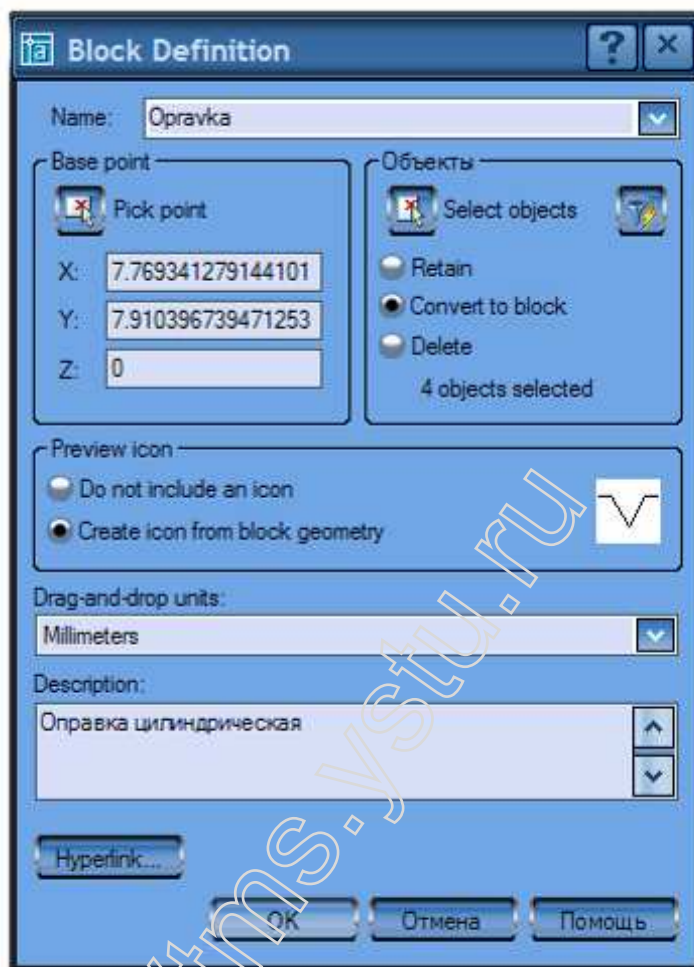 Block Definition
Name:
Opravka
Base point
Pick point
X:
7.769341279144101
Y:
7.910396739471253
Z:
0
Объекты
Select objects
Retain
Convert to block
Delete
4 objects selected
Preview icon
Do not include an icon
Create icon from block geometry
Drag-and-drop units:
Millimeters
Description:
Оправка цилиндрическая
Hyperlink...
OK
Отмена
Помощь
tms.ystu.ru